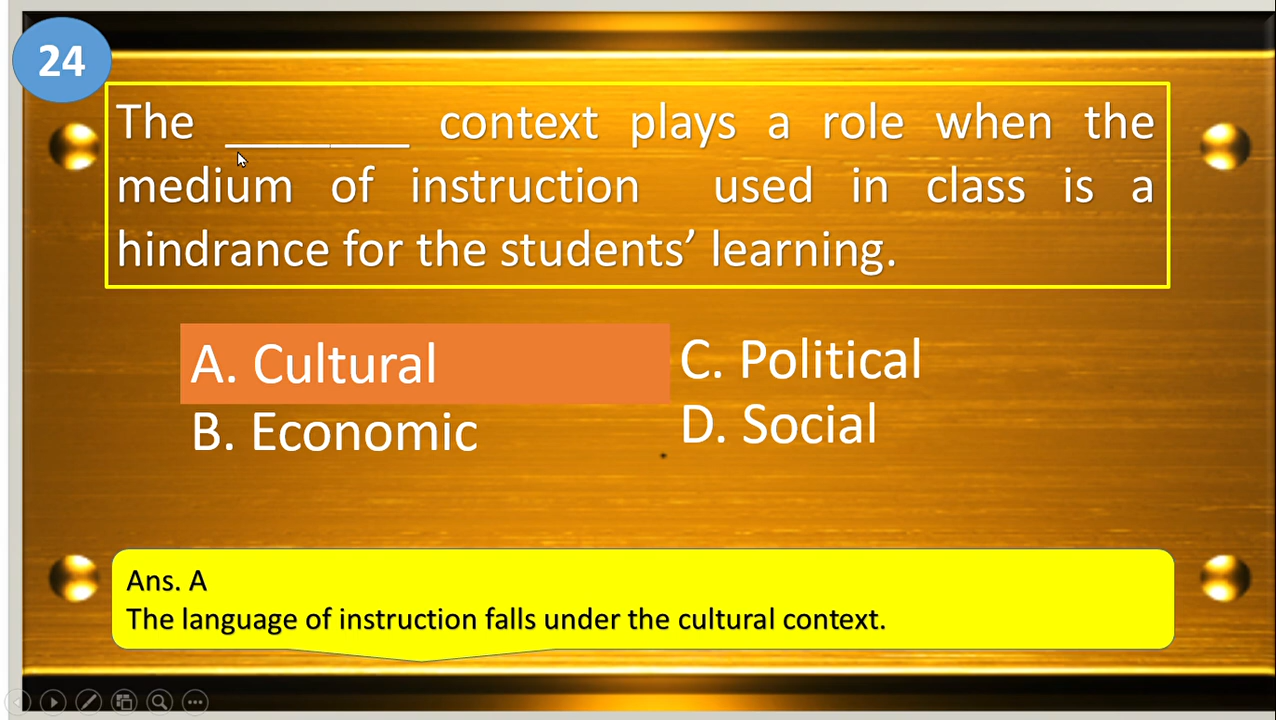 24
The _______ context plays a role when the
medium of instruction used in class is a
hindrance for the students’ learning.
A. Cultural
B. Economic
C. Political
D. Social
Ans. A
The language of instruction falls under the cultural context.